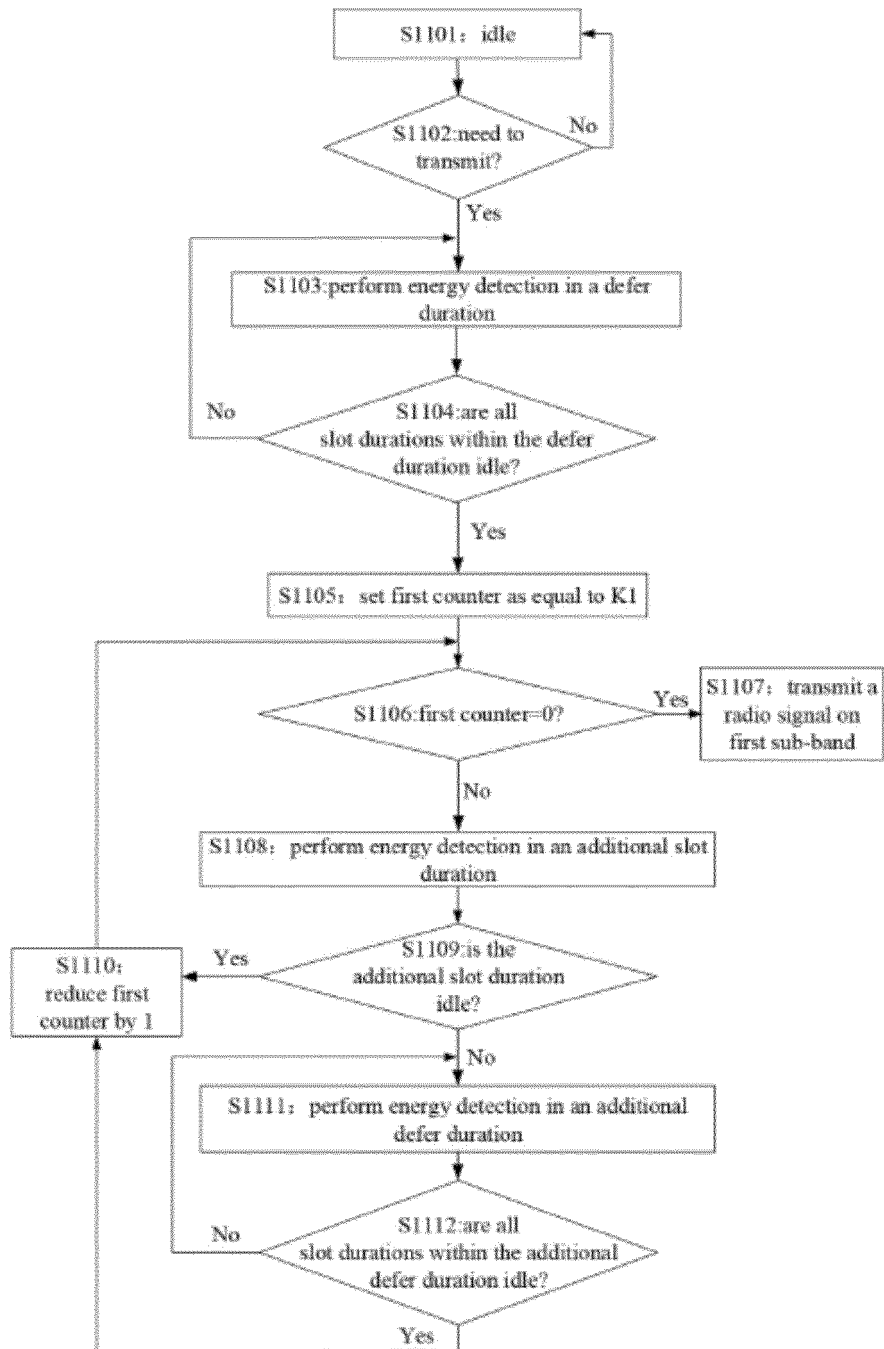 S1101：idle
S1102:need to
transmit?
No
Yes
S1103:perform energy detection in a defer
duration
No
S1104:are all
slot durations within the defer
duration idle?
Yes
S1105：set first counter as equal to K1
S1106:first counter=0?
Yes
S1107：transmit a
radio signal on
first sub-band
No
S1108：perform energy detection in an additional slot
duration
S1109:is the
additional slot duration
idle?
Yes
S1110：
reduce first
counter by 1
No
S1111：perform energy detection in an additional
defer duration
No
S1112:are all
slot durations within the additional
defer duration idle?
Yes